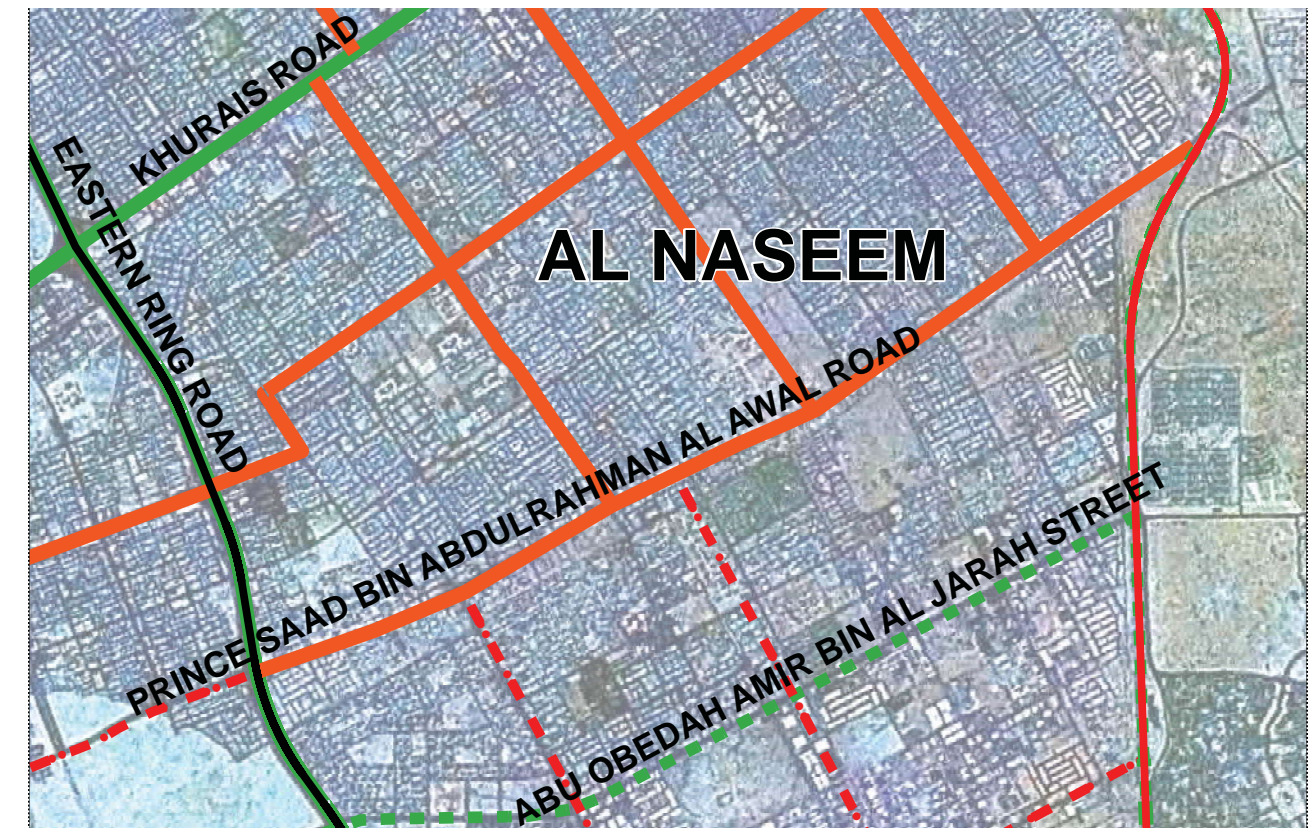 KHURAIS ROAD
EASTERN RING ROAD
AL NASEEM
PRINCE SAAD BIN ABDULRAHMAN AL AWAL ROAD
ABU OBEDAH AMIR BIN AL JARAH STREET